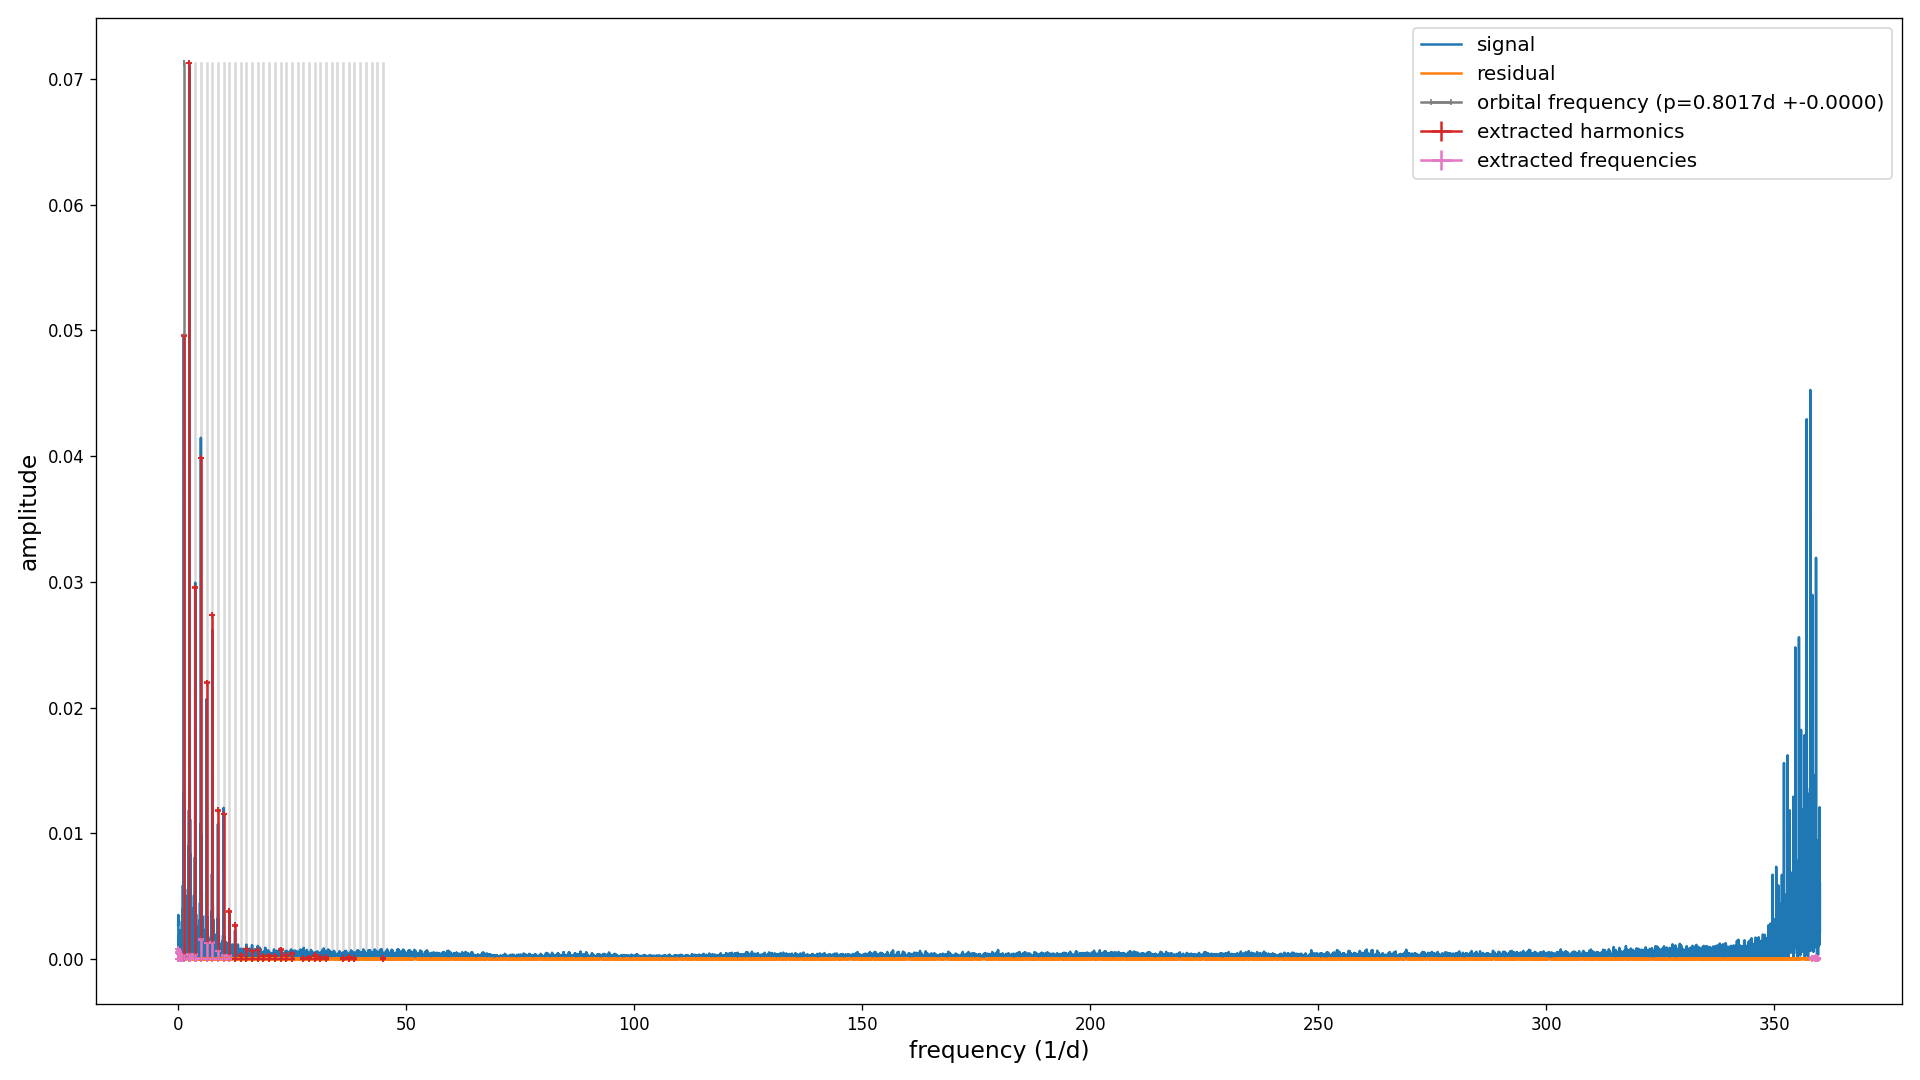 signal
residual
orbital frequency (p=0.8017d +-0.0000)
extracted harmonics
extracted frequencies
0.07
0.06
0.05
0.04
0.03
0.02
0.01
0.00
amplitude
0 50 100 150 200 250 300 350
frequency (1/d)